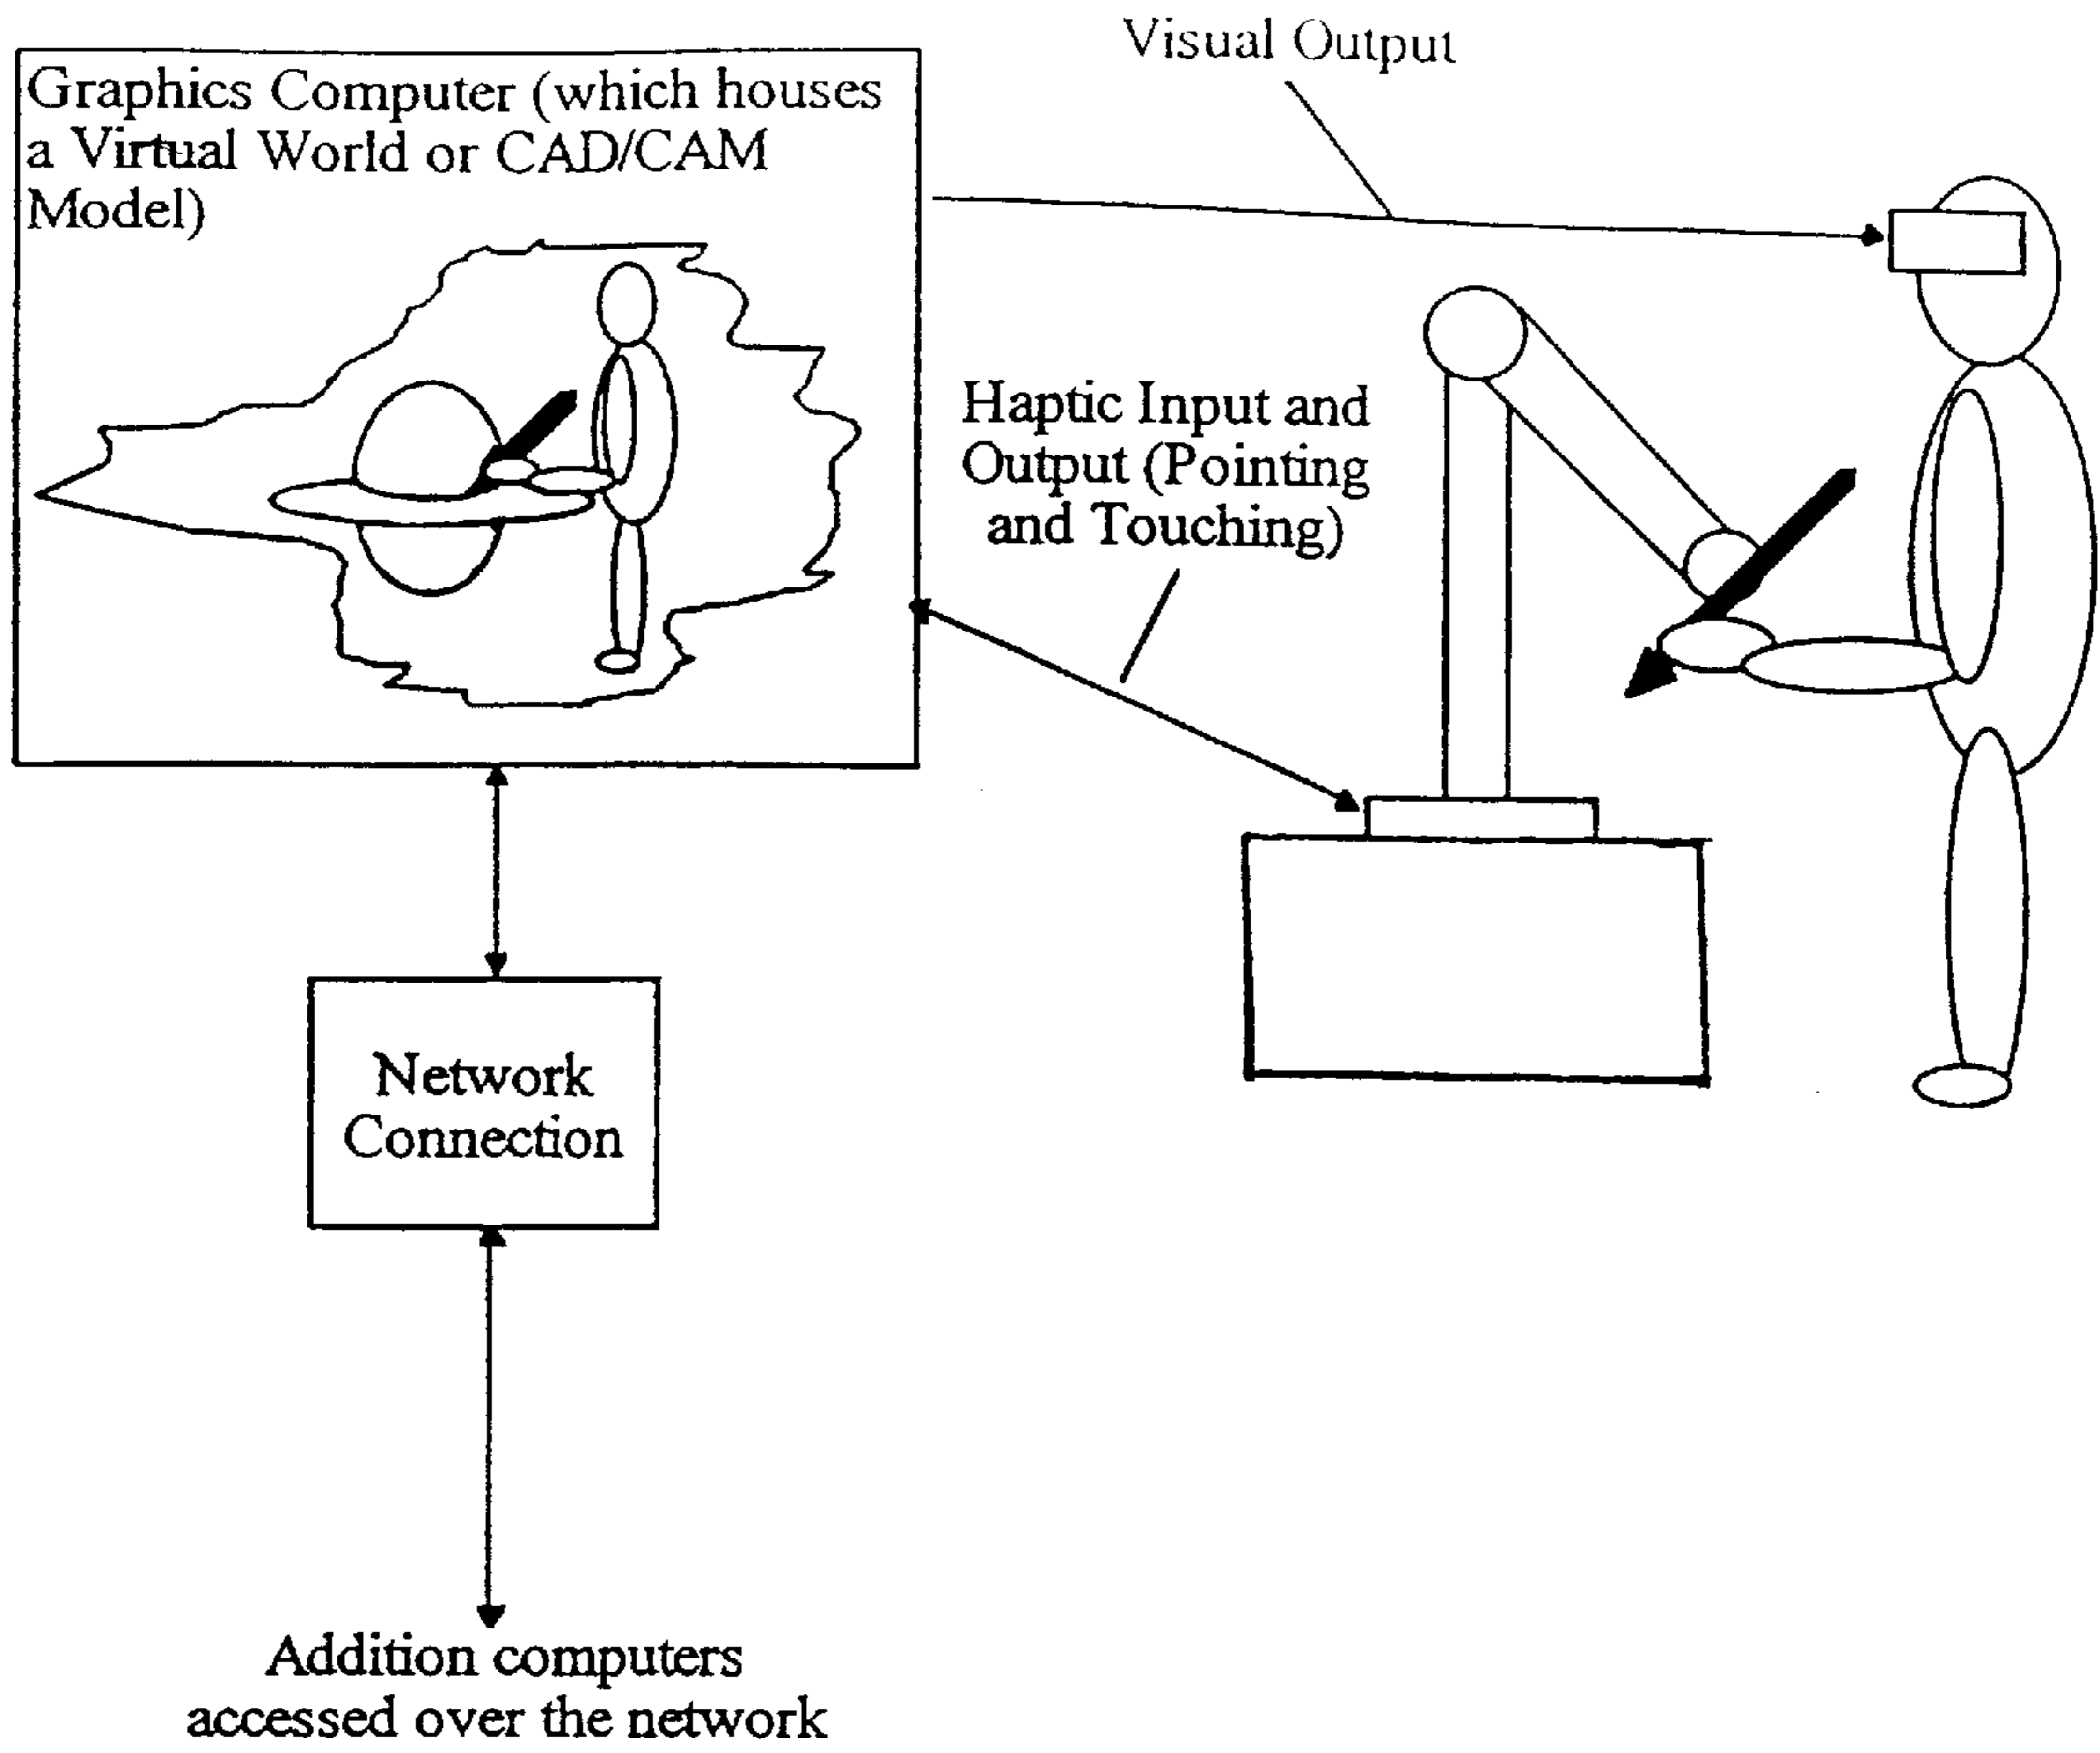 Visual Output
Graphics Computer (which houses
a Virtual World or CAD/CAM
Model)
Haptic Input and
Output (Pointing
and Touching)
Network
Connection
Addition computers
accessed over the network